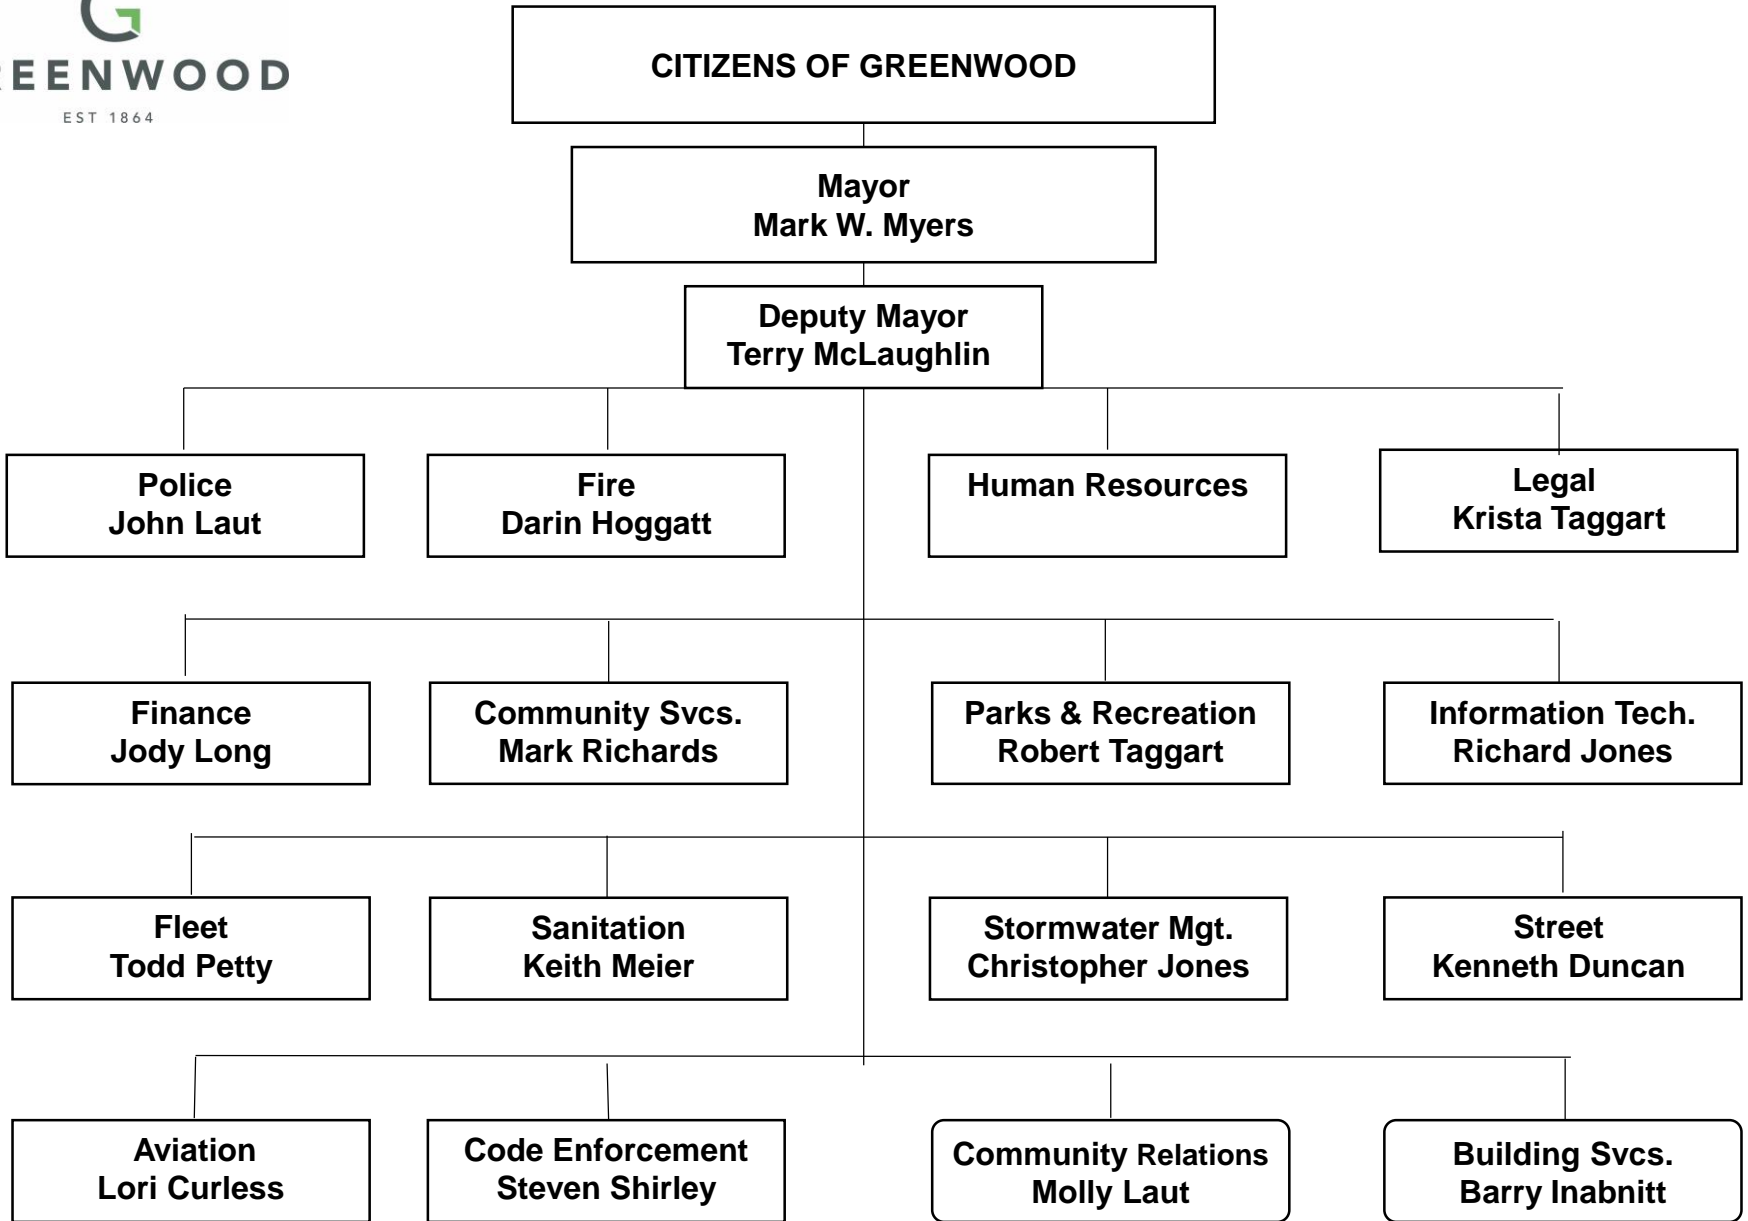 REENWOOD
EST 1864
CITIZENS OF GREENWOOD
Mayor
Mark W. Myers
Deputy Mayor
Terry McLaughlin
Police
John Laut
Fire
Darin Hoggatt
Human Resources
Legal
Krista Taggart
Finance
Jody Long
Community Svcs.
Mark Richards
Parks & Recreation
Robert Taggart
Information Tech.
Richard Jones
Fleet
Todd Petty
Sanitation
Keith Meier
Stormwater Mgt.
Christopher Jones
Street
Kenneth Duncan
Aviation
Lori Curless
Code Enforcement
Steven Shirley
Community Relations
Molly Laut
Building Svcs.
Barry Inabnitt